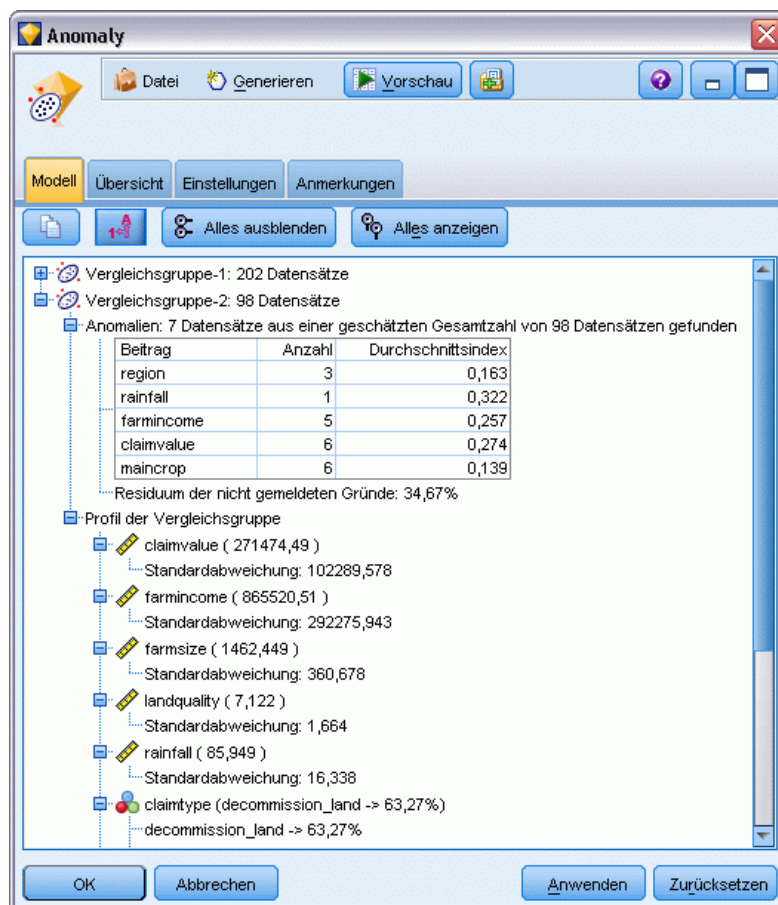 Anomaly
Datei Generieren Vorschau
Modell Übersicht Einstellungen Anmerkungen
Alles ausblenden Alles anzeigen
Vergleichsgruppe-1: 202 Datensätze
Vergleichsgruppe-2: 98 Datensätze
Anomalien: 7 Datensätze aus einer geschätzten Gesamtzahl von 98 Datensätzen gefunden
Beitrag Anzahl Durchschnittsindex
region 3 0,163
rainfall 1 0,322
farmincome 5 0,257
claimvalue 6 0,274
maincrop 6 0,139
Residuum der nicht gemeldeten Gründe: 34,67%
Profil der Vergleichsgruppe
claimvalue ( 271474,49 )
Standardabweichung: 102289,578
farmincome ( 865520,51 )
Standardabweichung: 292275,943
farmsize ( 1462,449 )
Standardabweichung: 360,678
landquality ( 7,122 )
Standardabweichung: 1,664
rainfall ( 85,949 )
Standardabweichung: 16,338
claimtype (decommission_land -> 63,27%)
decommission_land -> 63,27%
OK Abbrechen Anwenden Zurücksetzen